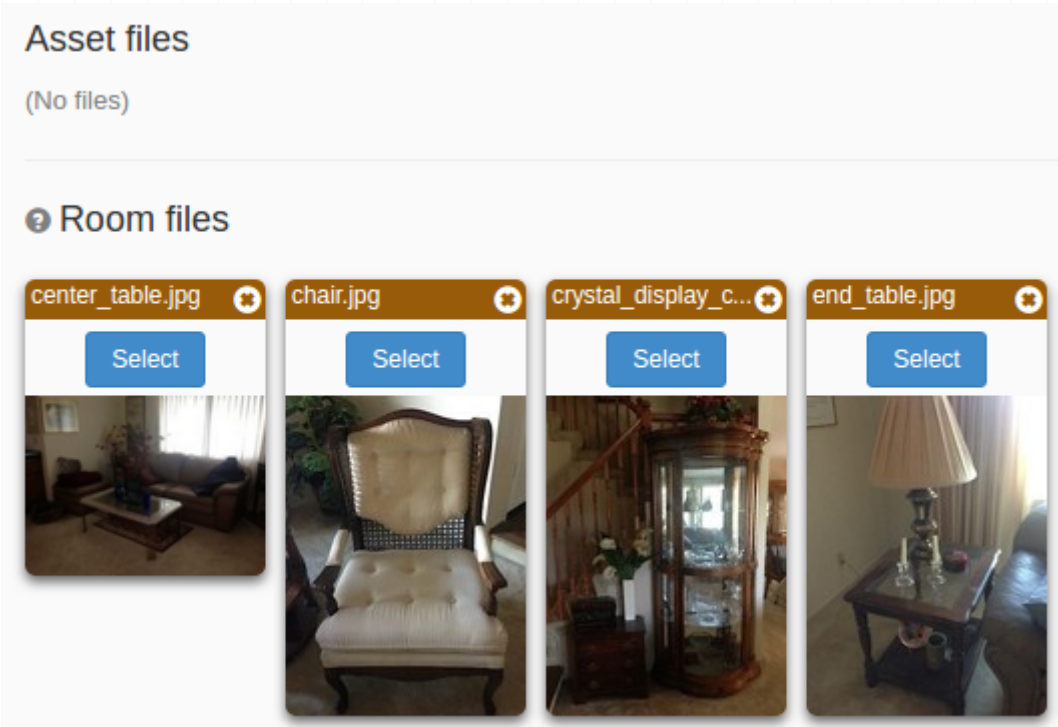 Asset files
(No files)
Room files
center_table.jpg
chair.jpg
crystal_display_c...
end_table.jpg
Select
Select
Select
Select